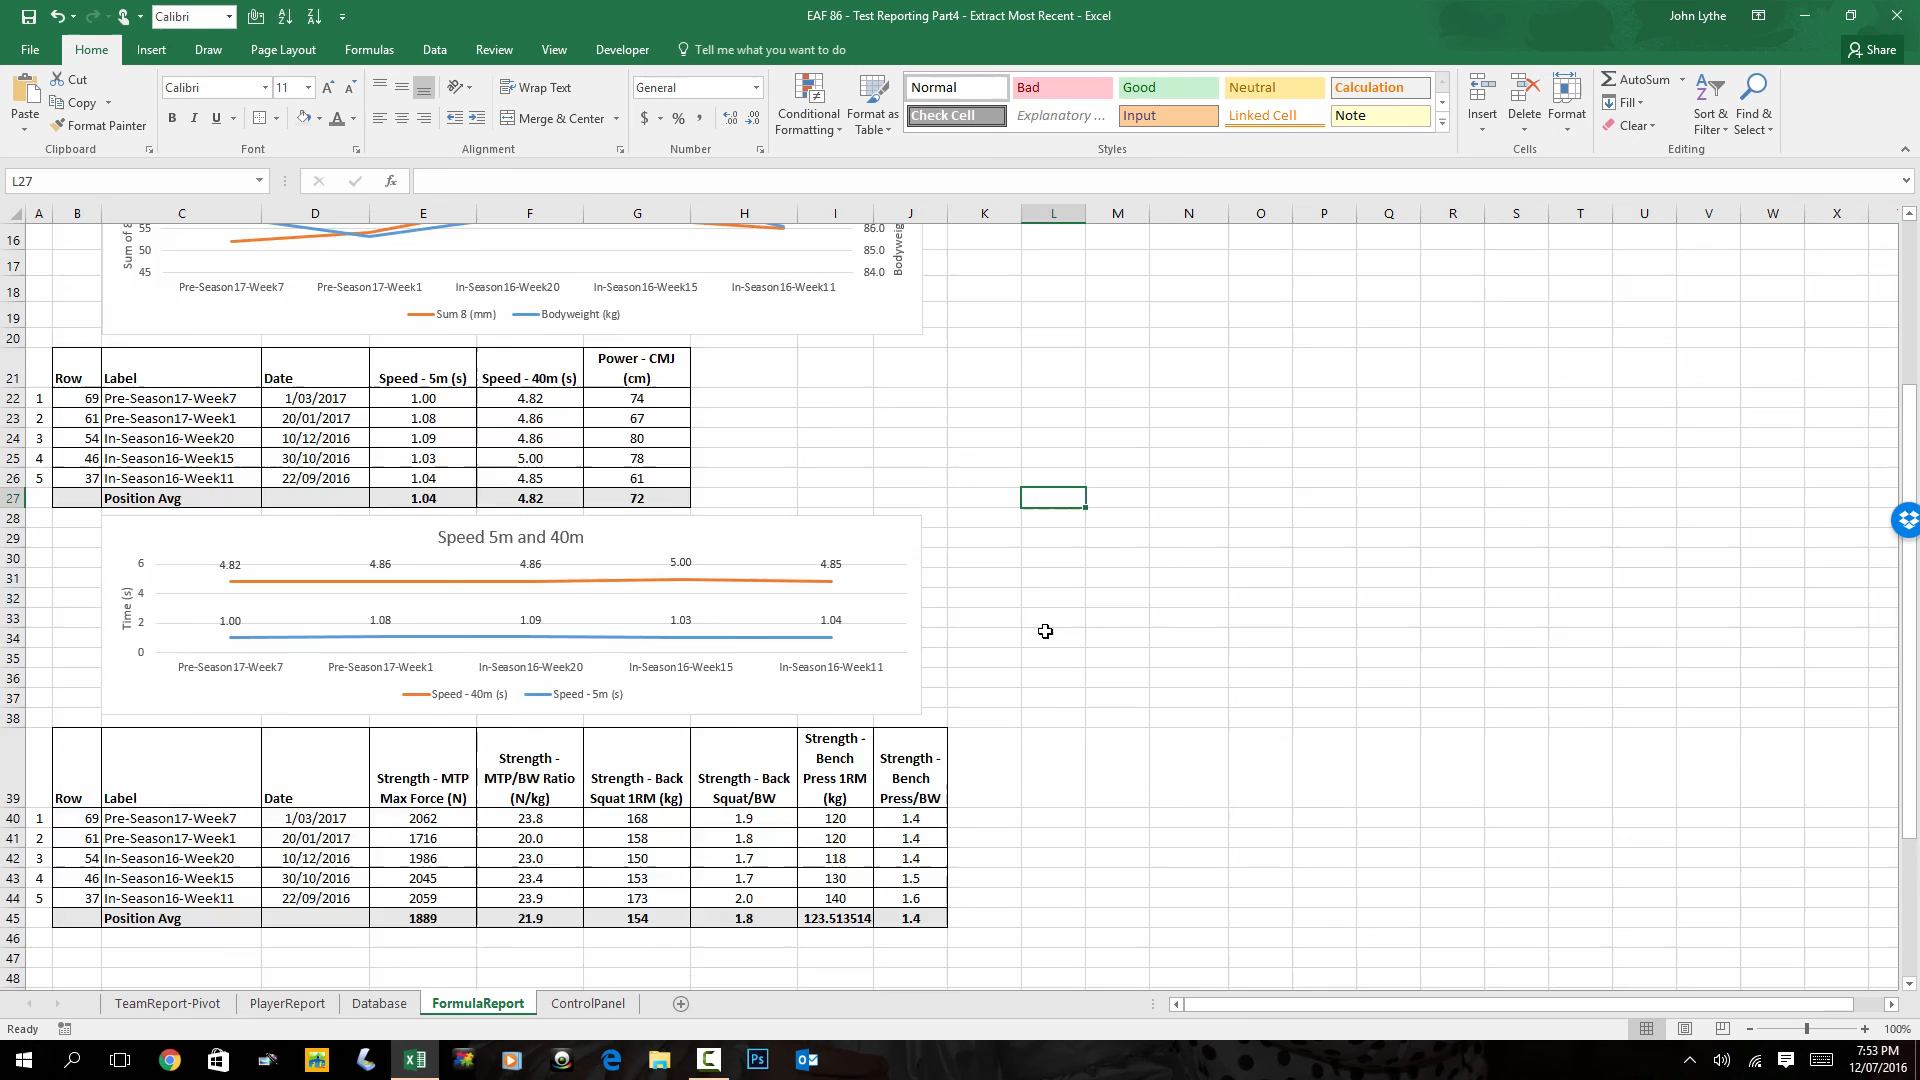 Calibri
EAF 86 - Test Reporting Part4 - Extract Most Recent - Excel
John Lythe
File Home Insert Draw Page Layout Formulas Data Review View Developer Tell me what you want to do Share
Paste
Cut
Copy
Format Painter
Clipboard
Calibri 11
B I U
Font
Wrap Text
Merge & Center
Alignment
General
$ %
Number
Conditional Formatting
Format as Table
Normal Bad Good Neutral Calculation
Check Cell Explanatory ... Input Linked Cell Note
Styles
Insert Delete Format
Cells
AutoSum
Fill
Clear
Sort & Filter
Find & Select
Editing
L27
fx
A B C D E F G H I J K L M N O P Q R S T U V W X
16
17
18
19
20
21
22
23
24
25
26
27
28
29
30
31
32
33
34
35
36
37
38
39
40
41
42
43
44
45
46
47
48
Sum of 8
55
50
45
86.0
85.0
84.0
Bodyweig
Pre-Season17-Week7 Pre-Season17-Week1 In-Season16-Week20 In-Season16-Week15 In-Season16-Week11
Sum 8 (mm) Bodyweight (kg)
Row Label Date Speed - 5m (s) Speed - 40m (s) Power - CMJ (cm)
1 69 Pre-Season17-Week7 1/03/2017 1.00 4.82 74
2 61 Pre-Season17-Week1 20/01/2017 1.08 4.86 67
3 54 In-Season16-Week20 10/12/2016 1.09 4.86 80
4 46 In-Season16-Week15 30/10/2016 1.03 5.00 78
5 37 In-Season16-Week11 22/09/2016 1.04 4.85 61
Position Avg 1.04 4.82 72
Speed 5m and 40m
Time (s)
6
4
2
0
4.82 4.86 4.86 5.00 4.85
1.00 1.08 1.09 1.03 1.04
Pre-Season17-Week7 Pre-Season17-Week1 In-Season16-Week20 In-Season16-Week15 In-Season16-Week11
Speed - 40m (s) Speed - 5m (s)
Row Label Date Strength - MTP Max Force (N) Strength - MTP/BW Ratio (N/kg) Strength - Back Squat 1RM (kg) Strength - Back Squat/BW Strength - Bench Press 1RM (kg) Strength - Bench Press/BW
1 69 Pre-Season17-Week7 1/03/2017 2062 23.8 168 1.9 120 1.4
2 61 Pre-Season17-Week1 20/01/2017 1716 20.0 158 1.8 120 1.4
3 54 In-Season16-Week20 10/12/2016 1986 23.0 150 1.7 118 1.4
4 46 In-Season16-Week15 30/10/2016 2045 23.4 153 1.7 130 1.5
5 37 In-Season16-Week11 22/09/2016 2059 23.9 173 2.0 140 1.6
Position Avg 1889 21.9 154 1.8 123.513514 1.4
TeamReport-Pivot PlayerReport Database FormulaReport ControlPanel
Ready
100%
7:53 PM
12/07/2016